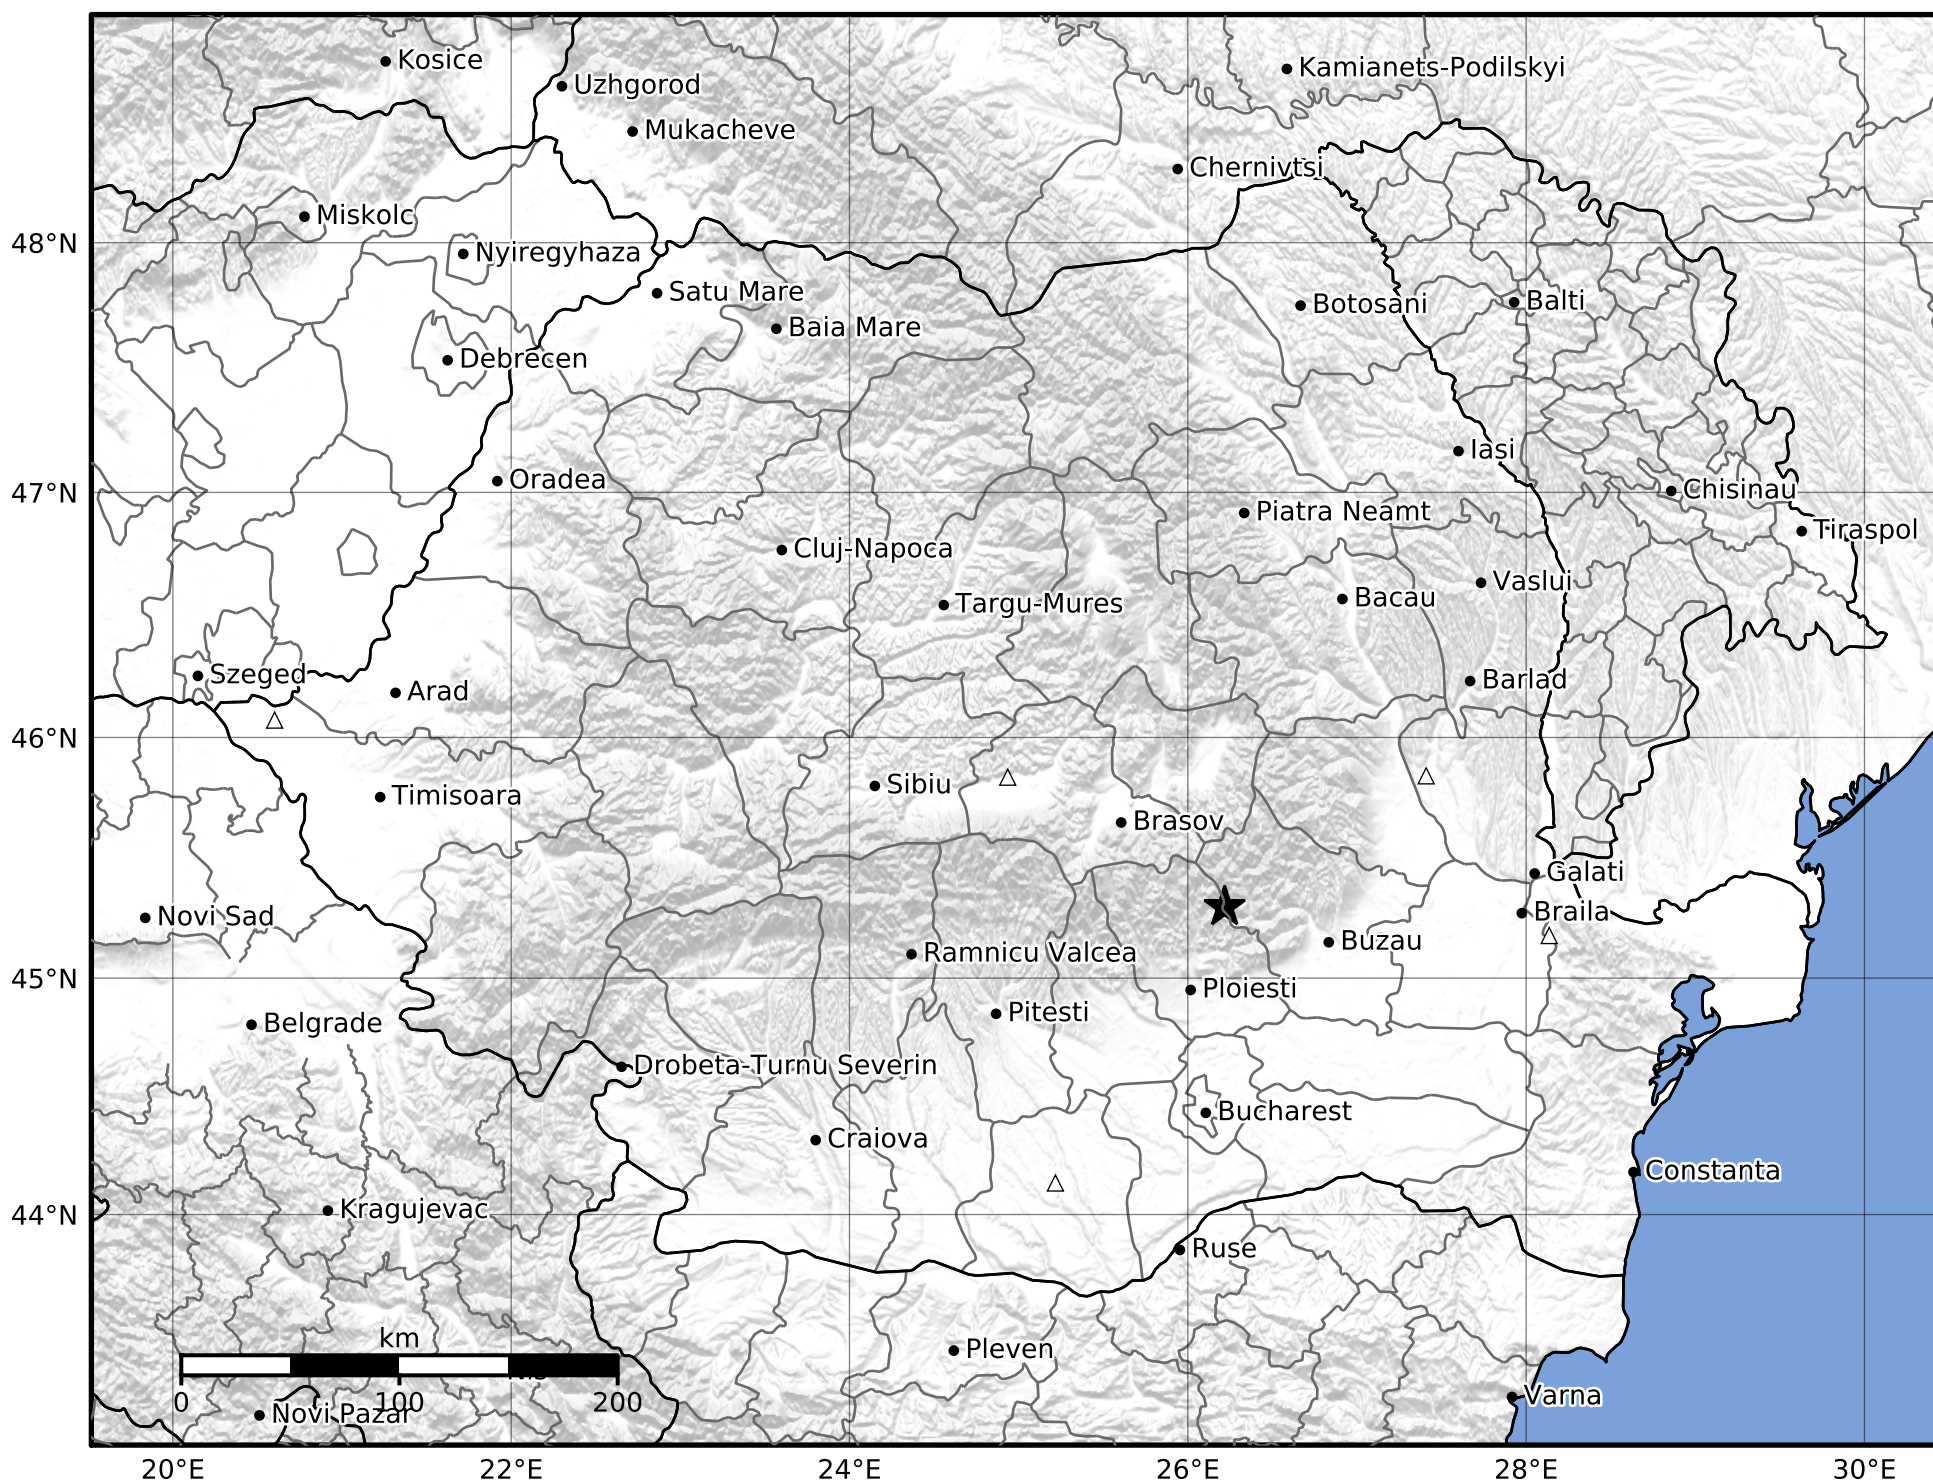 Kosice
Uzhgorod
Kamianets-Podilskyi
Mukacheve
Chernivtsi
Miskolc
48°N
Nyiregyhaza
Satu Mare
Botosani
Balti
Baia Mare
Debrecen
Iasi
Oradea
47°N
Chisinau
Piatra Neamt
Tiraspol
Cluj-Napoca
Vaslui
Bacau
Targu-Mures
Szeged
Arad
Barlad
46°N
Timisoara
Sibiu
Brasov
Galati
Novi Sad
Braila
Buzau
Ramnicu Valcea
45°N
Ploiesti
Pitesti
Belgrade
Drobeta-Turnu Severin
Bucharest
Craiova
Constanta
Kragujevac
44°N
Ruse
km
Pleven
Varna
0 100 200
Novi Pazar
20°E 22°E 24°E 26°E 28°E 30°E